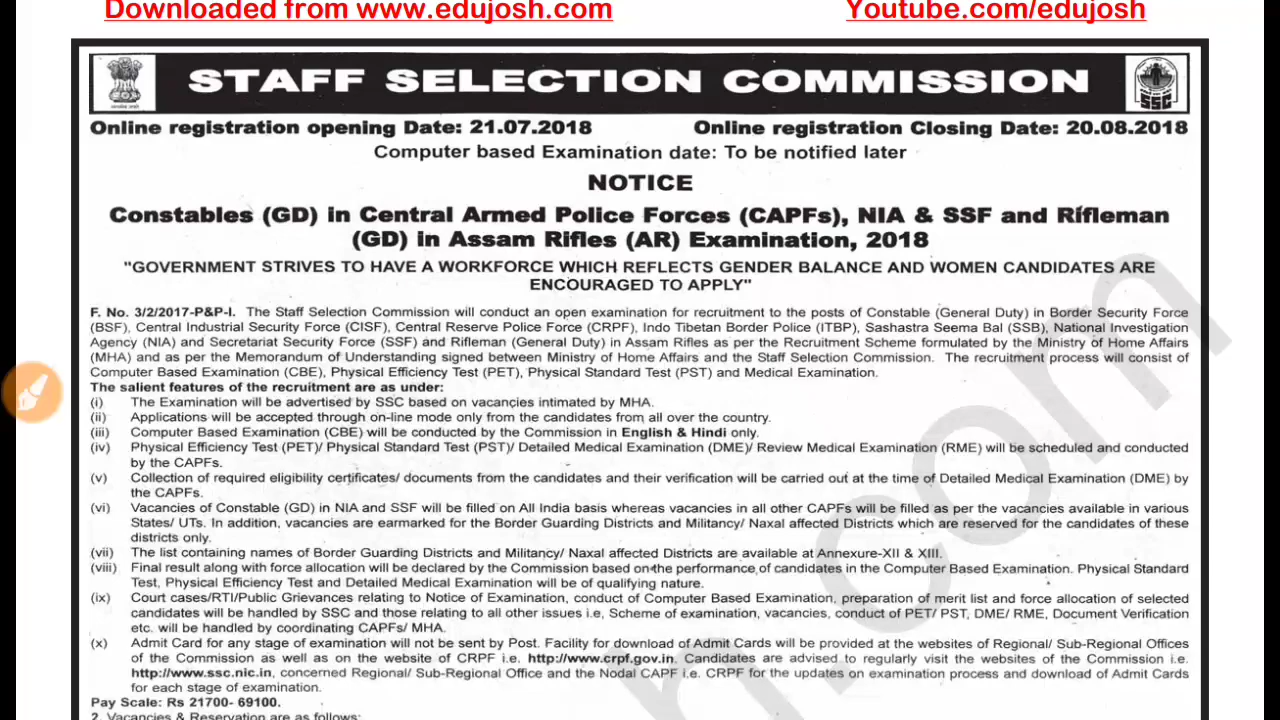 Downloaded from www.edujosh.com Youtube.com/edujosh
STAFF SELECTION COMMISSION
SSC
Online registration opening Date: 21.07.2018 Online registration Closing Date: 20.08.2018
Computer based Examination date: To be notified later
NOTICE
Constables (GD) in Central Armed Police Forces (CAPFs), NIA & SSF and Rifleman
(GD) in Assam Rifles (AR) Examination, 2018
"GOVERNMENT STRIVES TO HAVE A WORKFORCE WHICH REFLECTS GENDER BALANCE AND WOMEN CANDIDATES ARE
ENCOURAGED TO APPLY"
F. No. 3/2/2017-P&P-I. The Staff Selection Commission will conduct an open examination for recruitment to the posts of Constable (General Duty) in Border Security Force
(BSF), Central Industrial Security Force (CISF), Central Reserve Police Force (CRPF), Indo Tibetan Border Police (ITBP), Sashastra Seema Bal (SSB), National Investigation
Agency (NIA) and Secretariat Security Force (SSF) and Rifleman (General Duty) in Assam Rifles as per the Recruitment Scheme formulated by the Ministry of Home Affairs
(MHA) and as per the Memorandum of Understanding signed between Ministry of Home Affairs and the Staff Selection Commission. The recruitment process will consist of
Computer Based Examination (CBE), Physical Efficiency Test (PET), Physical Standard Test (PST) and Medical Examination.
The salient features of the recruitment are as under:
(i) The Examination will be advertised by SSC based on vacancies intimated by MHA.
(ii) Applications will be accepted through on-line mode only from the candidates from all over the country.
(iii) Computer Based Examination (CBE) will be conducted by the Commission in English & Hindi only.
(iv) Physical Efficiency Test (PET)/ Physical Standard Test (PST)/ Detailed Medical Examination (DME)/ Review Medical Examination (RME) will be scheduled and conducted
by the CAPFs.
(v) Collection of required eligibility certificates/ documents from the candidates and their verification will be carried out at the time of Detailed Medical Examination (DME) by
the CAPFs.
(vi) Vacancies of Constable (GD) in NIA and SSF will be filled on All India basis whereas vacancies in all other CAPFs will be filled as per the vacancies available in various
States/ UTs. In addition, vacancies are earmarked for the Border Guarding Districts and Militancy/ Naxal affected Districts which are reserved for the candidates of these
districts only.
(vii) The list containing names of Border Guarding Districts and Militancy/ Naxal affected Districts are available at Annexure-XII & XIII.
(viii) Final result along with force allocation will be declared by the Commission based on the performance of candidates in the Computer Based Examination. Physical Standard
Test, Physical Efficiency Test and Detailed Medical Examination will be of qualifying nature.
(ix) Court cases/RTI/Public Grievances relating to Notice of Examination, conduct of Computer Based Examination, preparation of merit list and force allocation of selected
candidates will be handled by SSC and those relating to all other issues i.e, Scheme of examination, vacancies, conduct of PET/ PST, DME/ RME, Document Verification
etc. will be handled by coordinating CAPFs/ MHA.
(x) Admit Card for any stage of examination will not be sent by Post. Facility for download of Admit Cards will be provided at the websites of Regional/ Sub-Regional Offices
of the Commission as well as on the website of CRPF i.e. http://www.crpf.gov.in. Candidates are advised to regularly visit the websites of the Commission i.e.
http://www.ssc.nic.in, concerned Regional/ Sub-Regional Office and the Nodal CAPF i.e. CRPF for the updates on examination process and download of Admit Cards
for each stage of examination.
Pay Scale: Rs 21700- 69100.
2. Vacancies & Reservation are as follows: